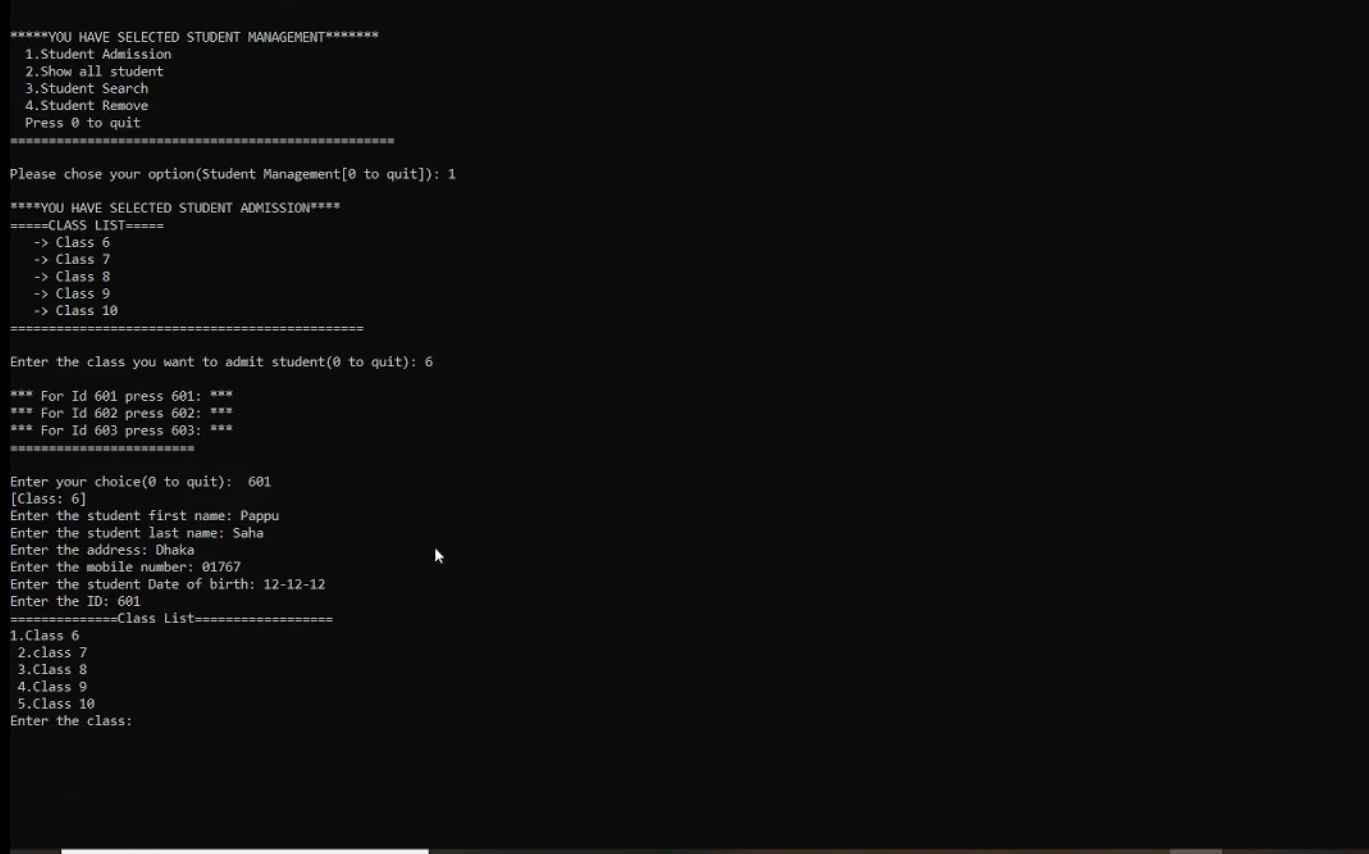 *****YOU HAVE SELECTED STUDENT MANAGEMENT*******
1.Student Admission
2.Show all student
3.Student Search
4.Student Remove
Press 0 to quit
==================================================
Please chose your option(Student Management[0 to quit]): 1
****YOU HAVE SELECTED STUDENT ADMISSION****
=====CLASS LIST=====
-> Class 6
-> Class 7
-> Class 8
-> Class 9
-> Class 10
==============================================
Enter the class you want to admit student(0 to quit): 6
*** For Id 601 press 601: ***
*** For Id 602 press 602: ***
*** For Id 603 press 603: ***
========================
Enter your choice(0 to quit):  601
[Class: 6]
Enter the student first name: Pappu
Enter the student last name: Saha
Enter the address: Dhaka
Enter the mobile number: 01767
Enter the student Date of birth: 12-12-12
Enter the ID: 601
==============Class List==================
1.Class 6
2.class 7
3.Class 8
4.Class 9
5.Class 10
Enter the class: